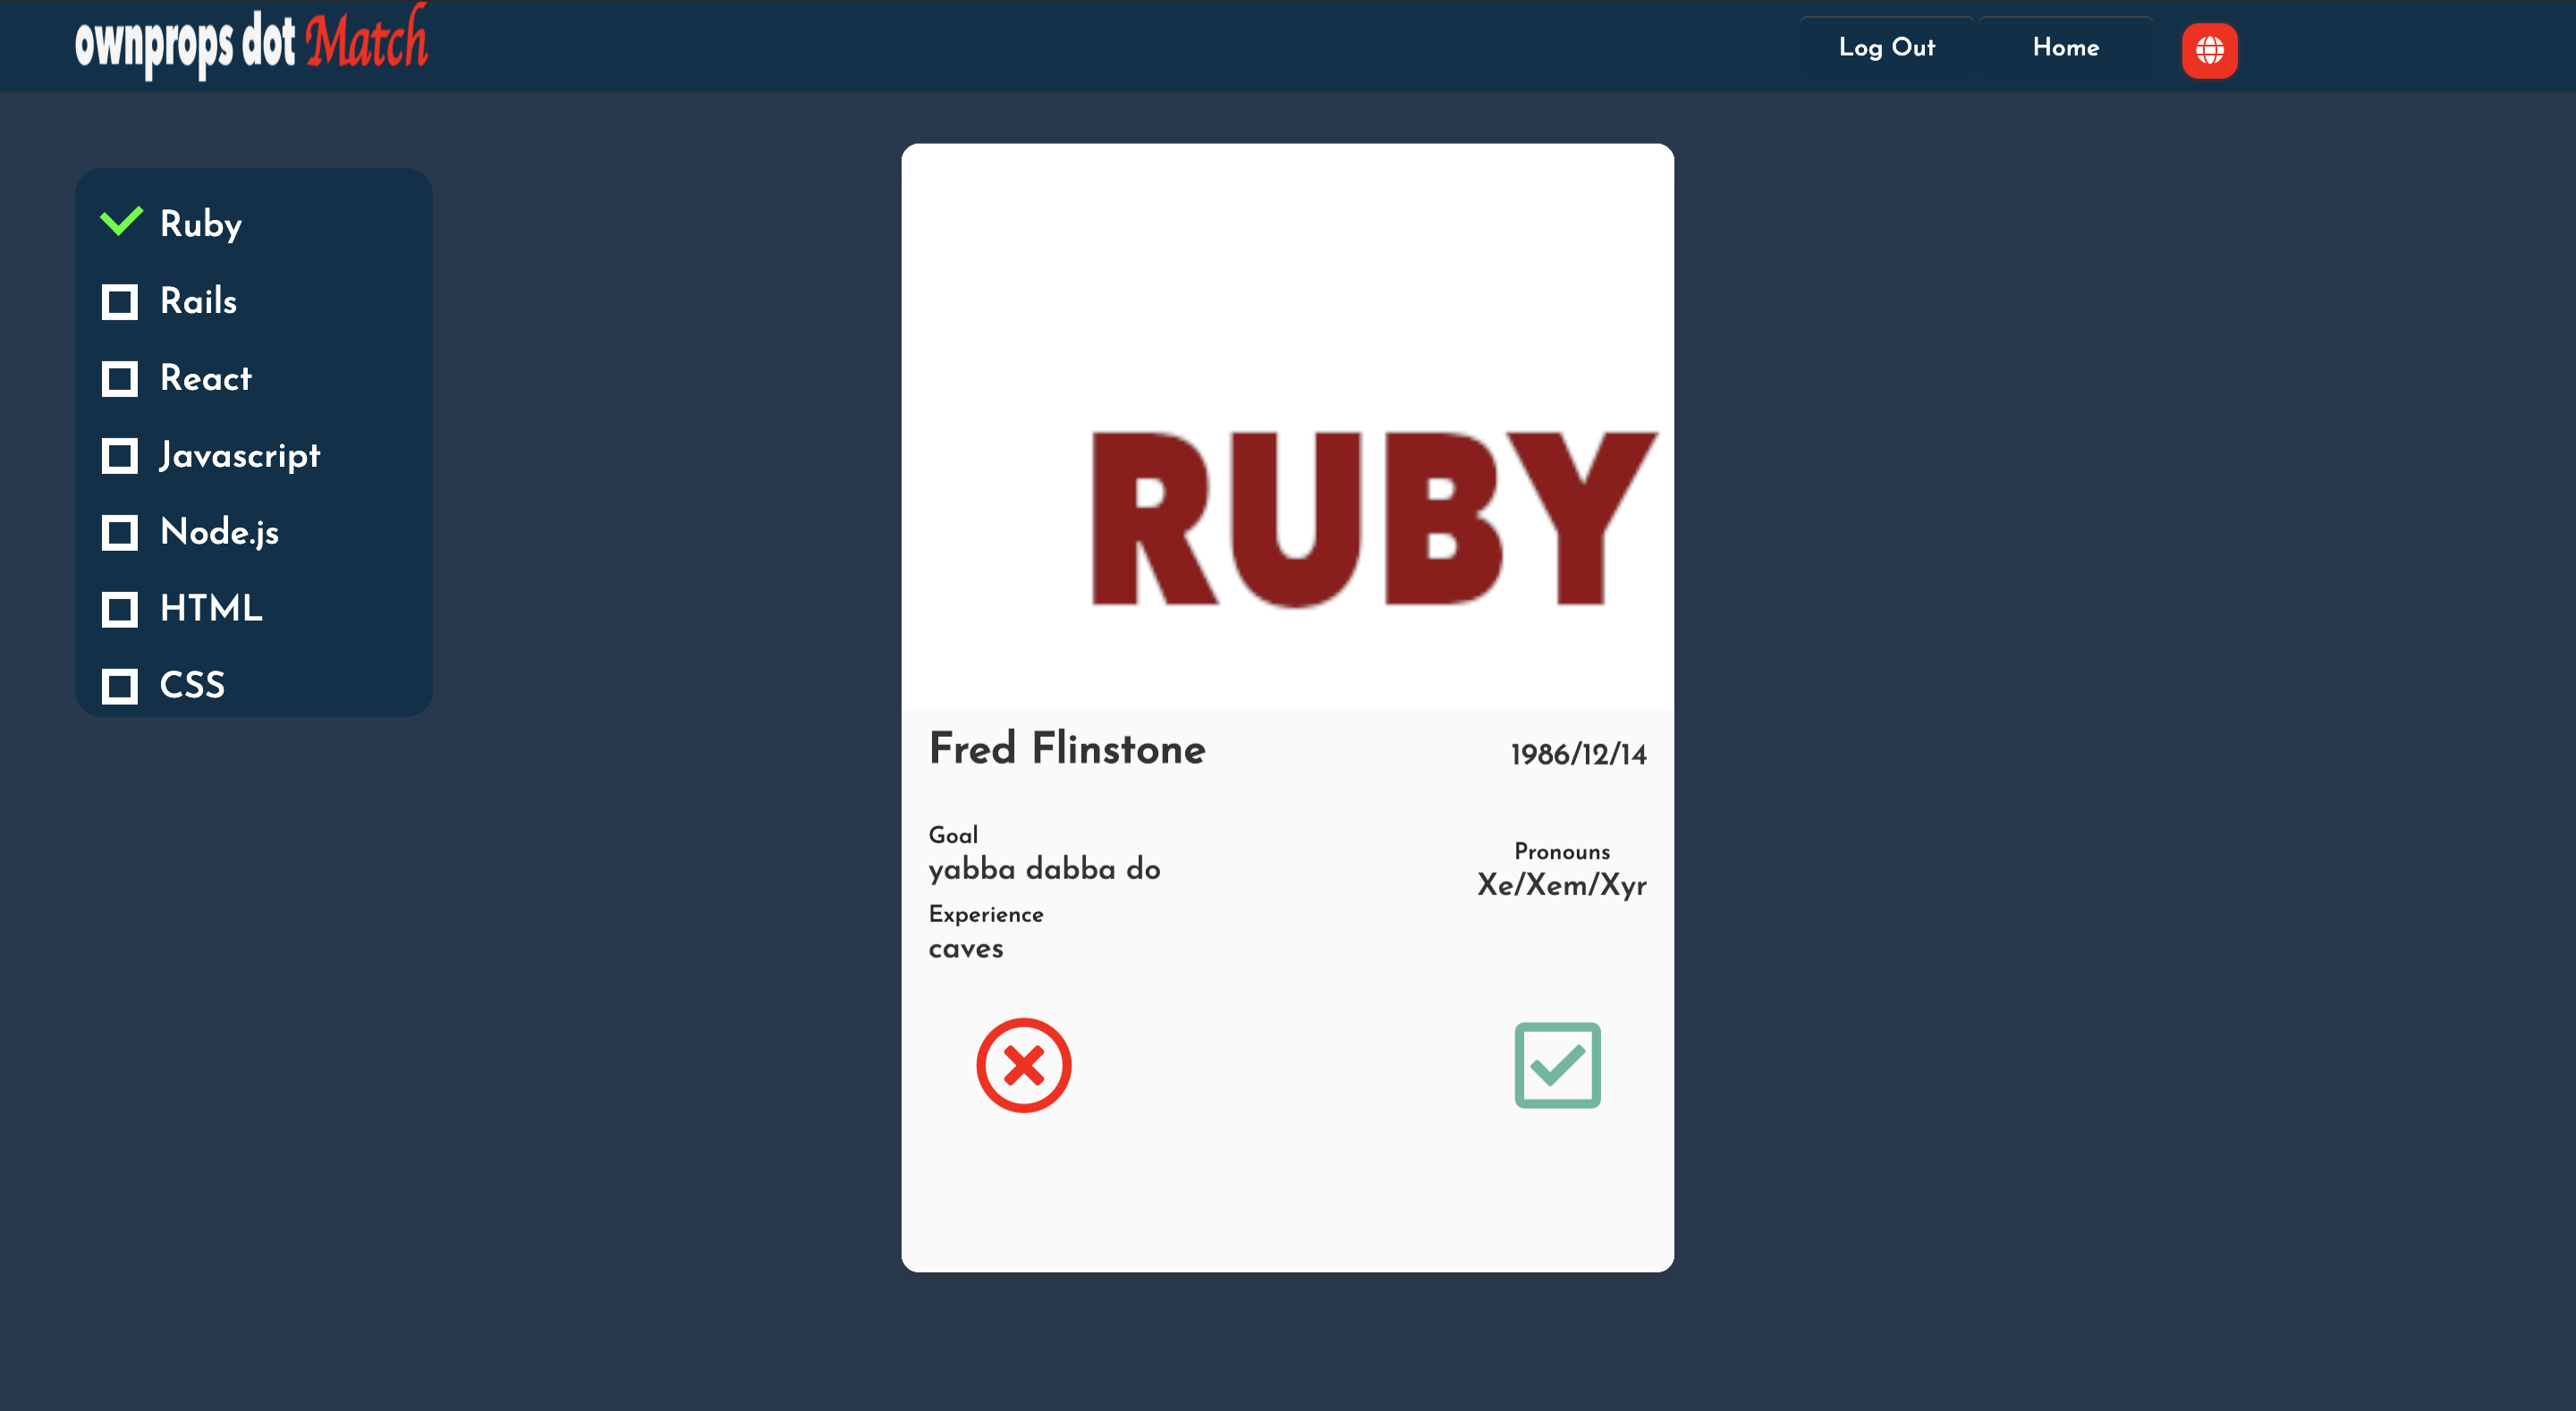 ownprops dot Match
Log Out
Home
Ruby
Rails
React
Javascript
Node.js
HTML
CSS
RUBY
Fred Flinstone
1986/12/14
Goal
yabba dabba do
Pronouns
Xe/Xem/Xyr
Experience
caves